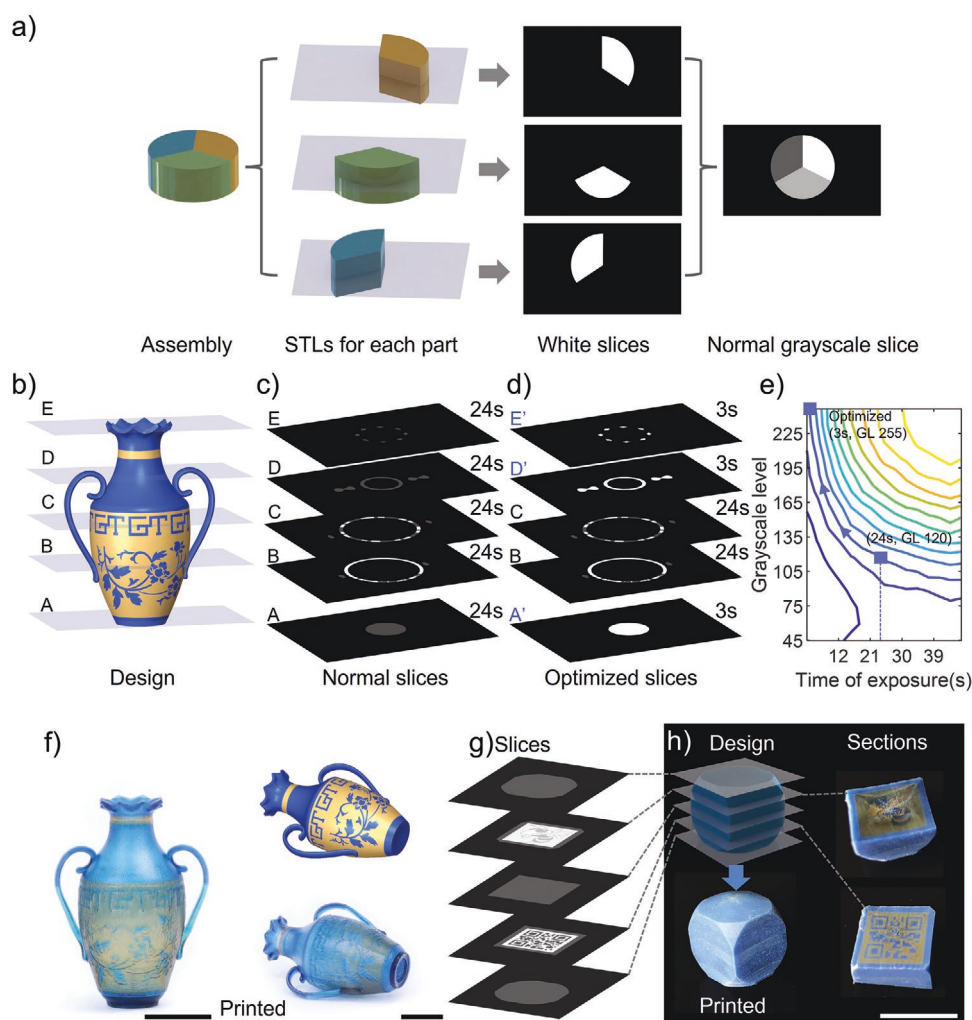 a)
Assembly
STLs for each part
White slices
Normal grayscale slice
b)
E
D
C
B
A
Design
c)
E
24s
D
24s
C
24s
B
24s
A
24s
Normal slices
d)
E'
3s
D'
3s
C
24s
B
24s
A'
3s
Optimized slices
e)
Grayscale level
225
195
165
135
105
75
45
Optimized
(3s, GL 255)
(24s, GL 120)
12 21 30 39
Time of exposure(s)
f)
Printed
g) Slices
h)
Design
Sections
Printed